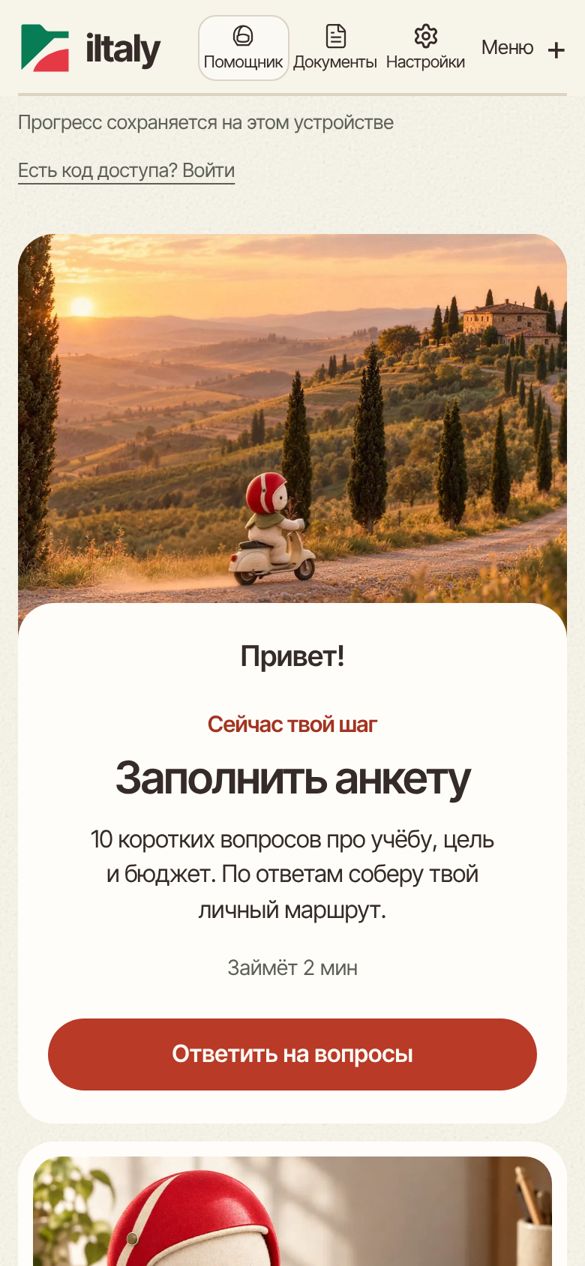 iItaly
Помощник
Документы
Настройки
Меню +
Прогресс сохраняется на этом устройстве
Есть код доступа? Войти
Привет!
Сейчас твой шаг
Заполнить анкету
10 коротких вопросов про учёбу, цель
и бюджет. По ответам соберу твой
личный маршрут.
Займёт 2 мин
Ответить на вопросы